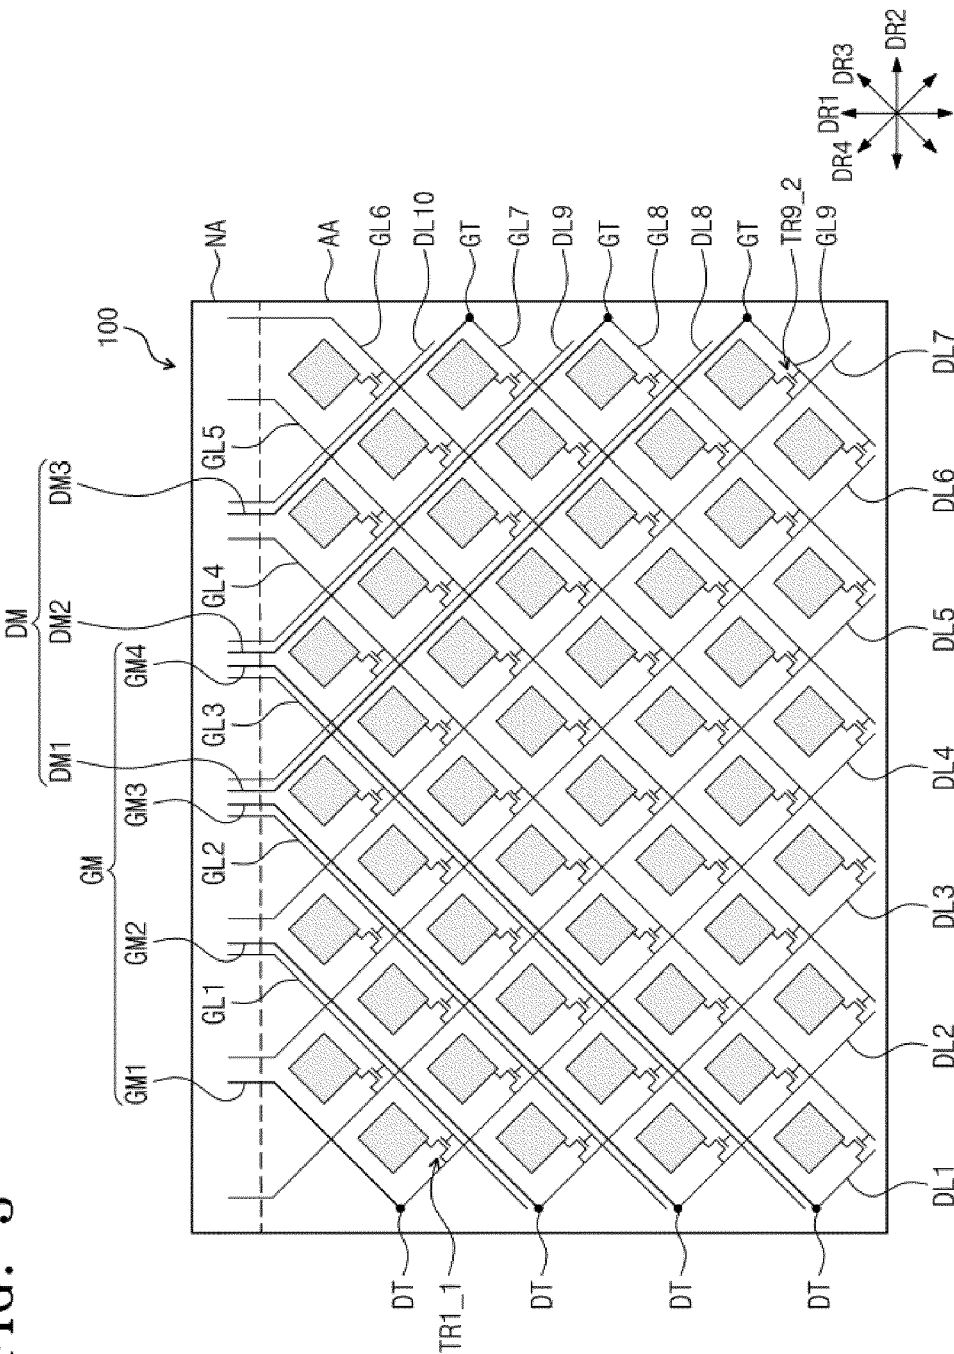 FIG. 3
100
NA
AA
GL6
DL10
GT
GL7
DL9
GT
GL8
DL8
GT
TR9_2
GL9
DR4
DR1
DR3
DR2
DM
DM1
DM2
DM3
GM
GM1
GM2
GM3
GM4
GL1
GL2
GL3
GL4
GL5
DT
TR1_1
DT
DT
DT
DL1
DL2
DL3
DL4
DL5
DL6
DL7